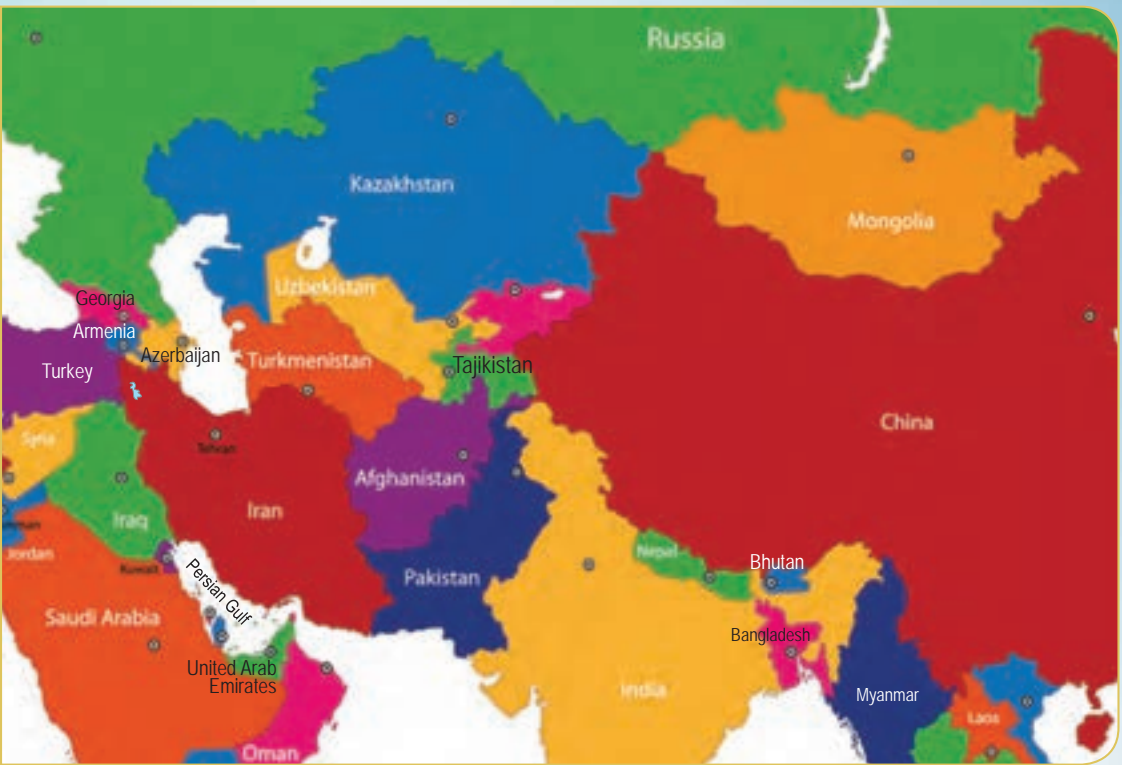 Russia
Kazakhstan
Mongolia
Uzbekistan
Georgia
Armenia
Azerbaijan
Turkey
Turkmenistan
Tajikistan
China
Syria
Tehran
Afghanistan
Iran
Iraq
Jordan
Kuwait
Nepal
Bhutan
Pakistan
Persian Gulf
Saudi Arabia
Bangladesh
United Arab
Emirates
India
Myanmar
Laos
Oman